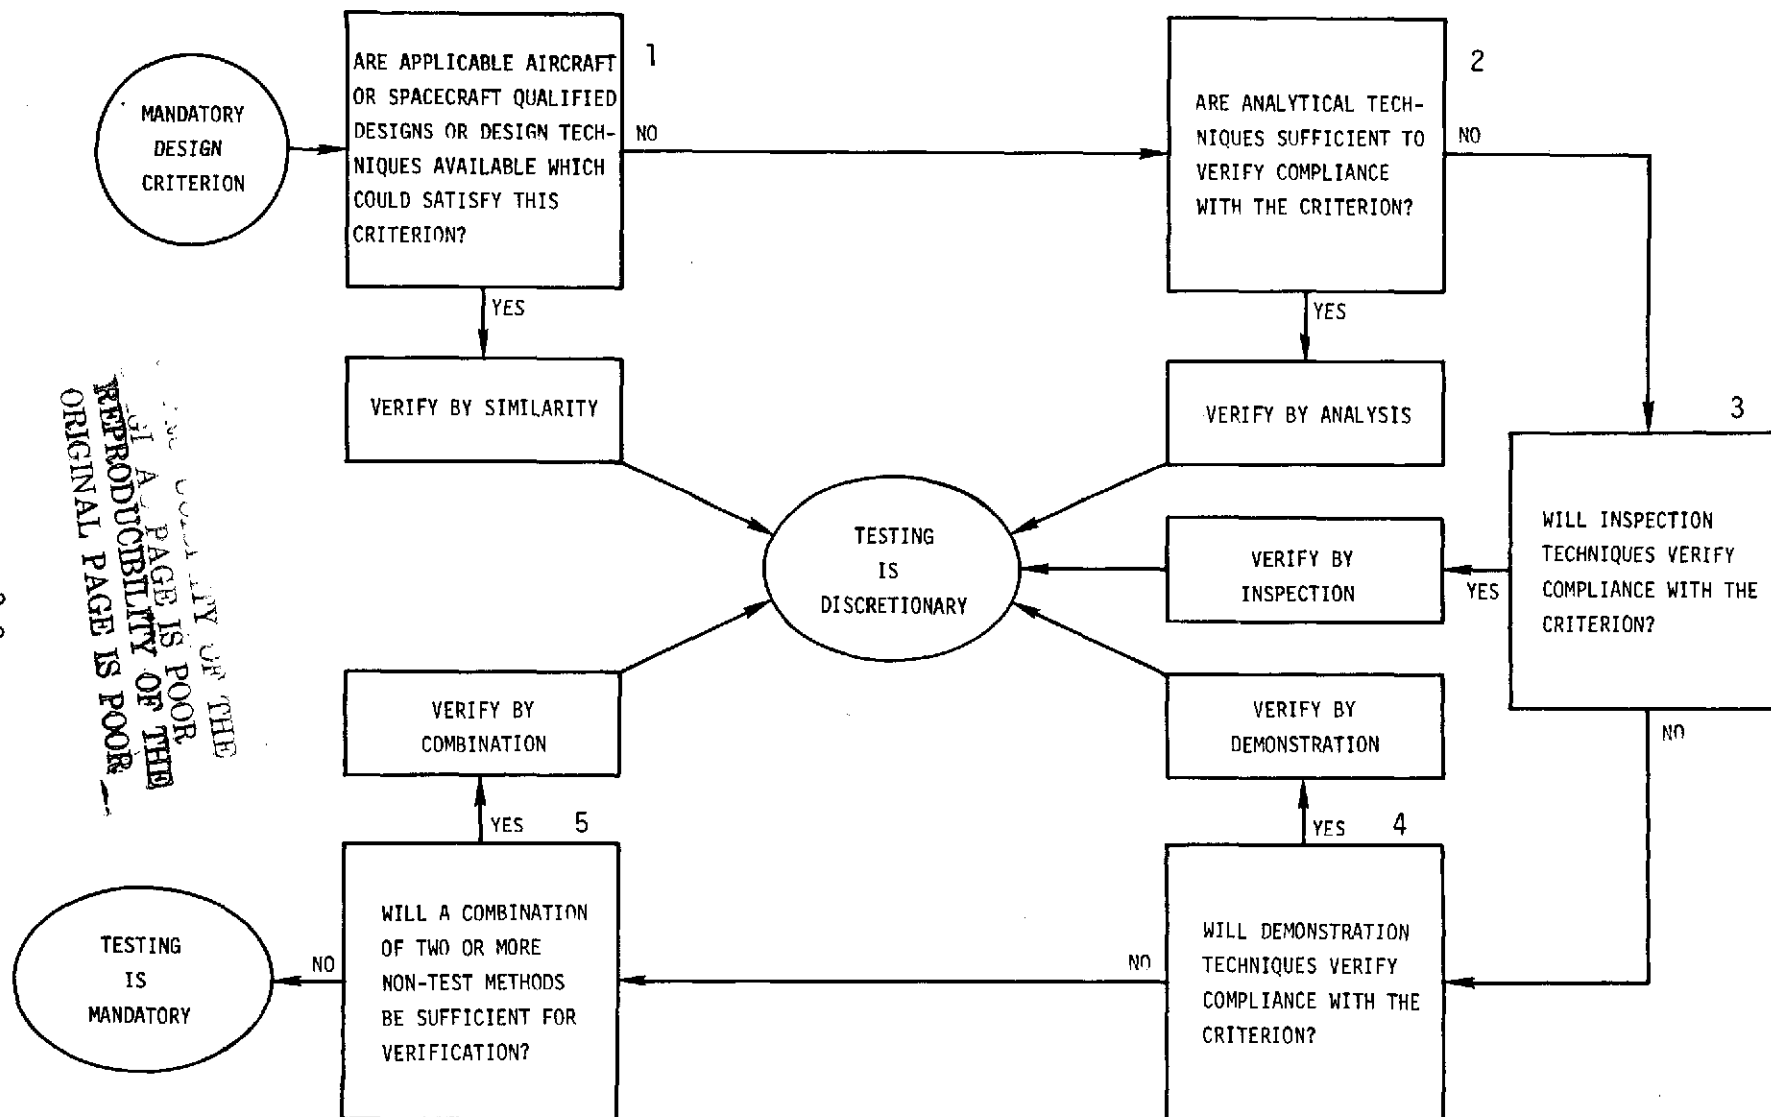 MANDATORY
DESIGN
CRITERION
ARE APPLICABLE AIRCRAFT
OR SPACECRAFT QUALIFIED
DESIGNS OR DESIGN TECH-
NIQUES AVAILABLE WHICH
COULD SATISFY THIS
CRITERION?
1
NO
YES
VERIFY BY SIMILARITY
ARE ANALYTICAL TECH-
NIQUES SUFFICIENT TO
VERIFY COMPLIANCE
WITH THE CRITERION?
2
NO
YES
VERIFY BY ANALYSIS
3
WILL INSPECTION
TECHNIQUES VERIFY
COMPLIANCE WITH THE
CRITERION?
YES
VERIFY BY
INSPECTION
NO
TESTING
IS
DISCRETIONARY
VERIFY BY
DEMONSTRATION
YES
4
WILL DEMONSTRATION
TECHNIQUES VERIFY
COMPLIANCE WITH THE
CRITERION?
NO
VERIFY BY
COMBINATION
YES
5
WILL A COMBINATION
OF TWO OR MORE
NON-TEST METHODS
BE SUFFICIENT FOR
VERIFICATION?
NO
TESTING
IS
MANDATORY
OF THE
PAGE IS POOR
REPRODUCIBILITY OF THE
ORIGINAL PAGE IS POOR